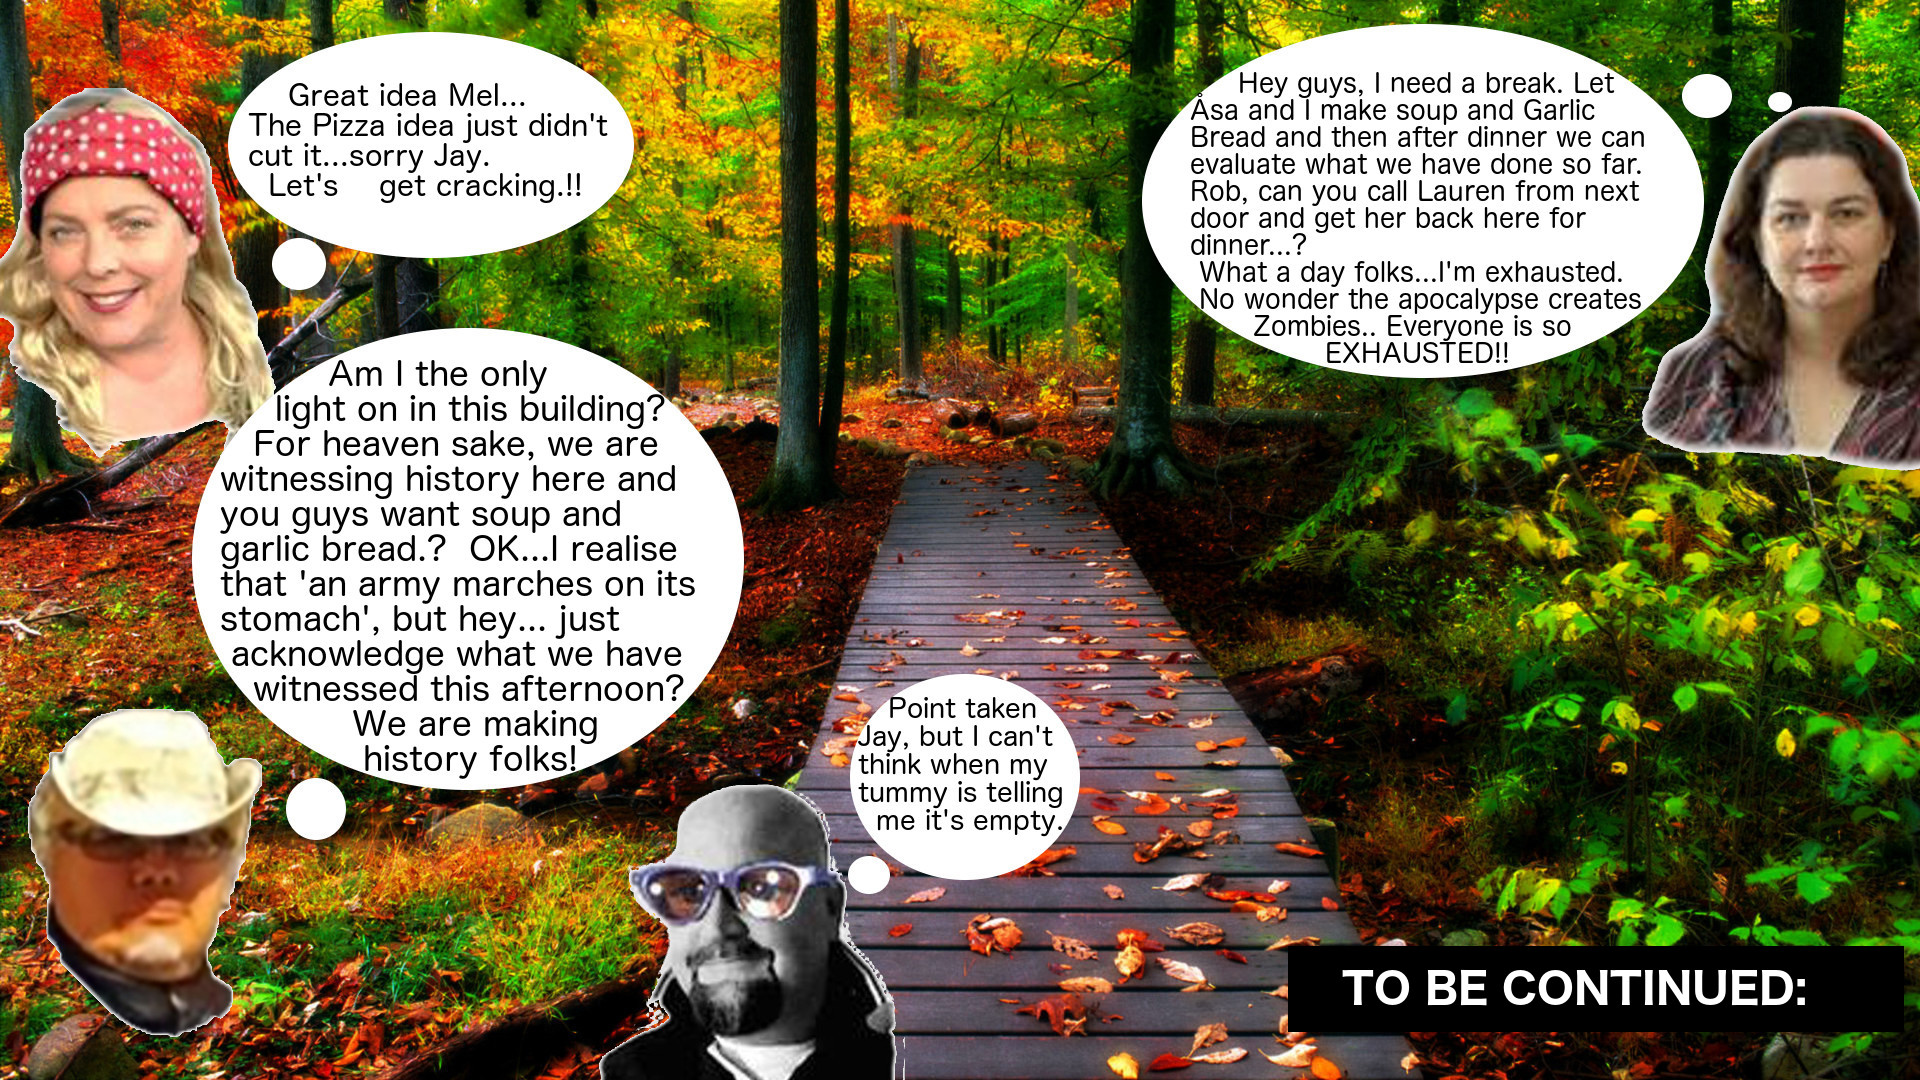 Great idea Mel...
The Pizza idea just didn't
cut it...sorry Jay.
Let's get cracking.!!
Hey guys, I need a break. Let
Åsa and I make soup and Garlic
Bread and then after dinner we can
evaluate what we have done so far.
Rob, can you call Lauren from next
door and get her back here for
dinner...?
What a day folks...I'm exhausted.
No wonder the apocalypse creates
Zombies.. Everyone is so
EXHAUSTED!!
Am I the only
light on in this building?
For heaven sake, we are
witnessing history here and
you guys want soup and
garlic bread.? OK...I realise
that 'an army marches on its
stomach', but hey... just
acknowledge what we have
witnessed this afternoon?
We are making
history folks!
Point taken
Jay, but I can't
think when my
tummy is telling
me it's empty.
TO BE CONTINUED: